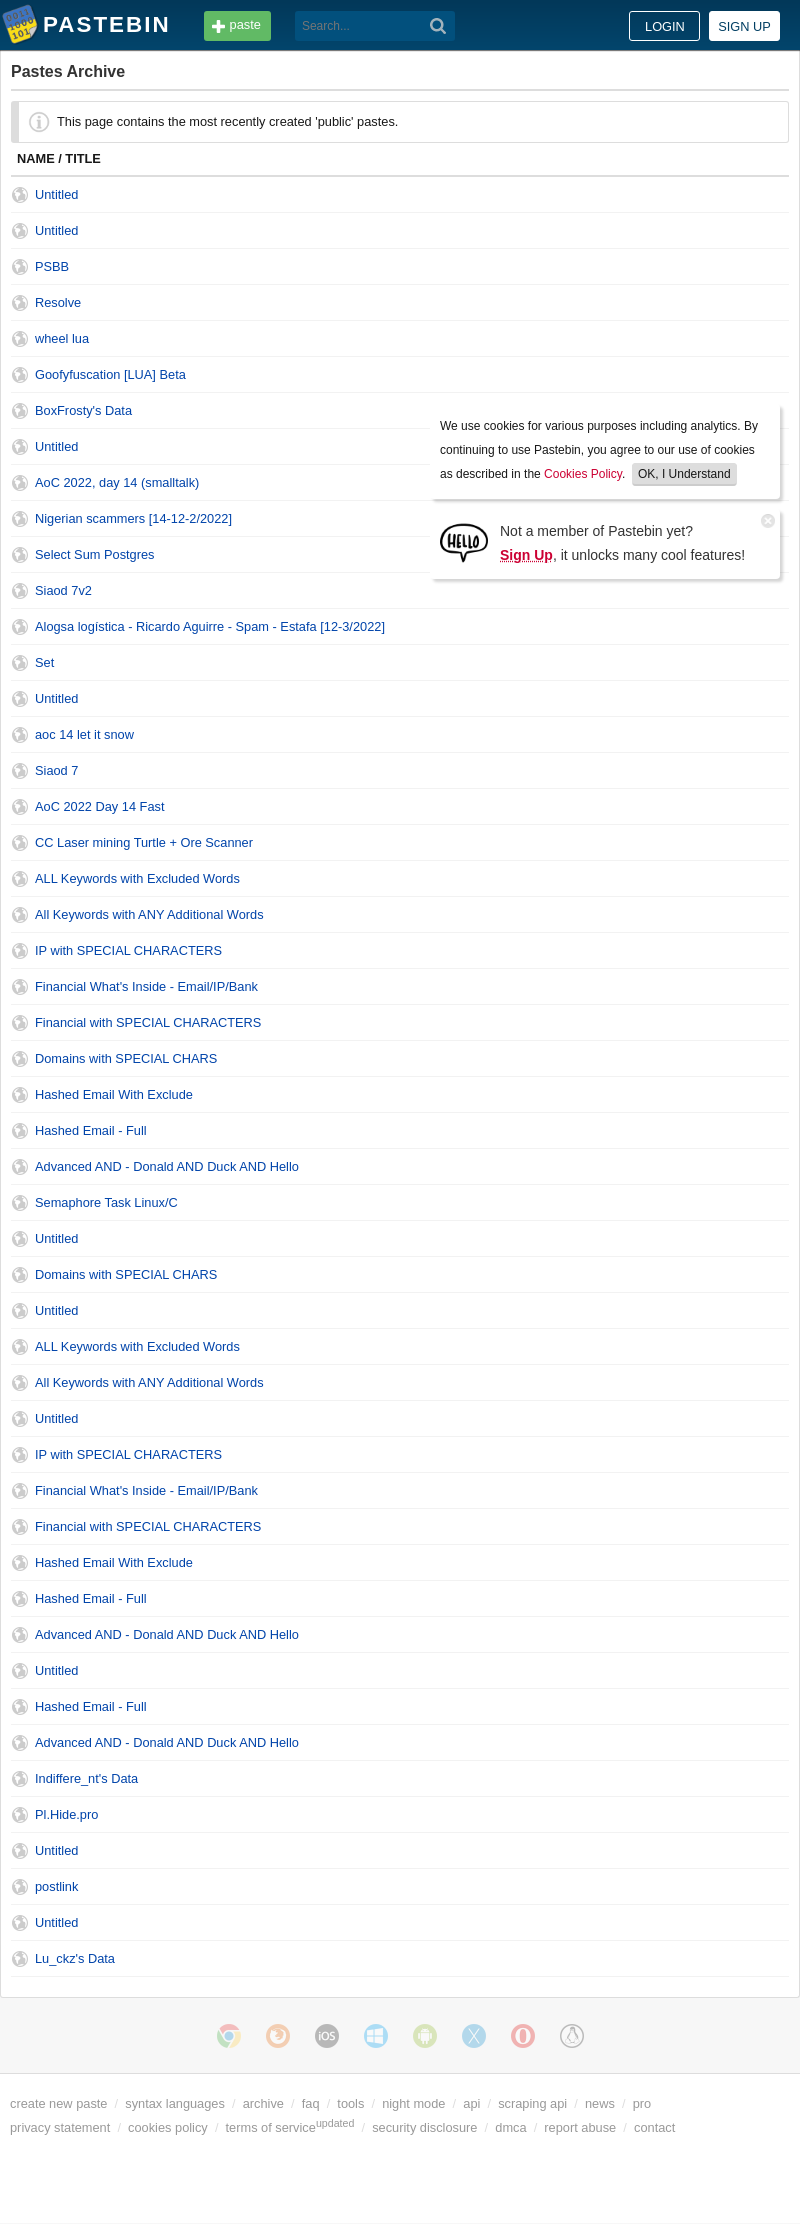 PASTEBIN paste Search... LOGIN SIGN UP
Pastes Archive
This page contains the most recently created 'public' pastes.
NAME / TITLE
Untitled
Untitled
PSBB
Resolve
wheel lua
Goofyfuscation [LUA] Beta
BoxFrosty's Data
Untitled
AoC 2022, day 14 (smalltalk)
Nigerian scammers [14-12-2/2022]
Select Sum Postgres
Siaod 7v2
We use cookies for various purposes including analytics. By
continuing to use Pastebin, you agree to our use of cookies
as described in the Cookies Policy. OK, I Understand
HELLO
Not a member of Pastebin yet?
Sign Up, it unlocks many cool features!
Alogsa logística - Ricardo Aguirre - Spam - Estafa [12-3/2022]
Set
Untitled
aoc 14 let it snow
Siaod 7
AoC 2022 Day 14 Fast
CC Laser mining Turtle + Ore Scanner
ALL Keywords with Excluded Words
All Keywords with ANY Additional Words
IP with SPECIAL CHARACTERS
Financial What's Inside - Email/IP/Bank
Financial with SPECIAL CHARACTERS
Domains with SPECIAL CHARS
Hashed Email With Exclude
Hashed Email - Full
Advanced AND - Donald AND Duck AND Hello
Semaphore Task Linux/C
Untitled
Domains with SPECIAL CHARS
Untitled
ALL Keywords with Excluded Words
All Keywords with ANY Additional Words
Untitled
IP with SPECIAL CHARACTERS
Financial What's Inside - Email/IP/Bank
Financial with SPECIAL CHARACTERS
Hashed Email With Exclude
Hashed Email - Full
Advanced AND - Donald AND Duck AND Hello
Untitled
Hashed Email - Full
Advanced AND - Donald AND Duck AND Hello
Indiffere_nt's Data
Pl.Hide.pro
Untitled
postlink
Untitled
Lu_ckz's Data
iOS
create new paste / syntax languages / archive / faq / tools / night mode / api / scraping api / news / pro
privacy statement / cookies policy / terms of service updated / security disclosure / dmca / report abuse / contact